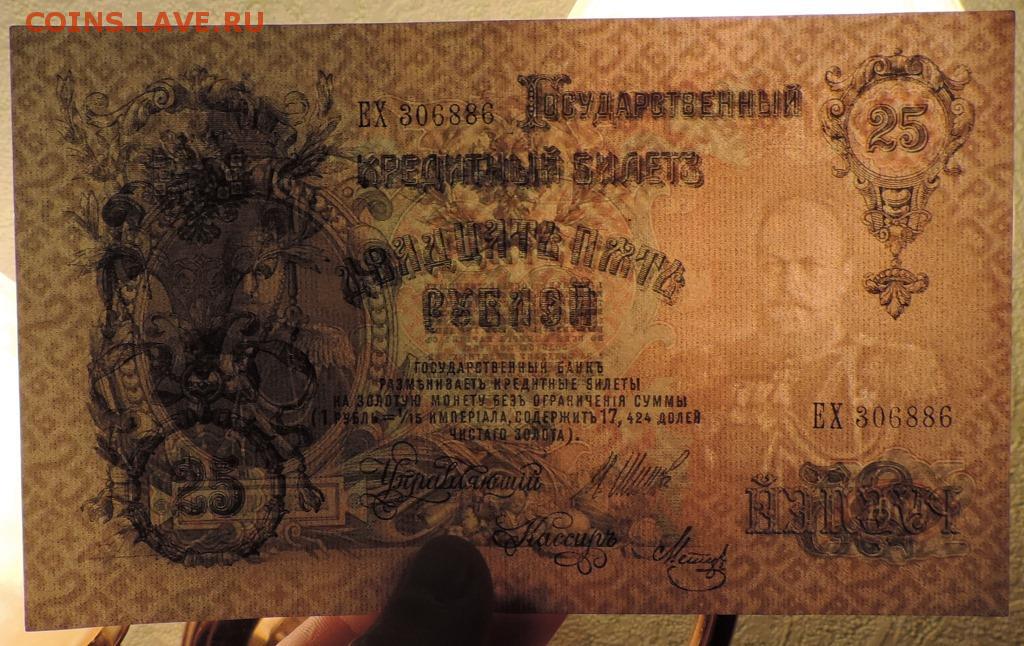 COINS.LAVE.RU
ЕХ 306886
ГОСУДАРСТВЕННЫЙ
25
КРЕДИТНЫЙ БИЛЕТЪ
ДВАДЦАТЬ ПЯТЬ
РУБЛЕЙ
ГОСУДАРСТВЕННЫЙ БАНКЪ
РАЗМѢНИВАЕТЪ КРЕДИТНЫЕ БИЛЕТЫ
НА ЗОЛОТУЮ МОНЕТУ БЕЗЪ ОГРАНИЧЕНІЯ СУММЫ
(1 РУБЛЬ = 1/15 ИМПЕРІАЛА, СОДЕРЖИТЪ 17,424 ДОЛЕЙ
ЧИСТАГО ЗОЛОТА).
ЕХ 306886
Управляющій
25
Кассиръ